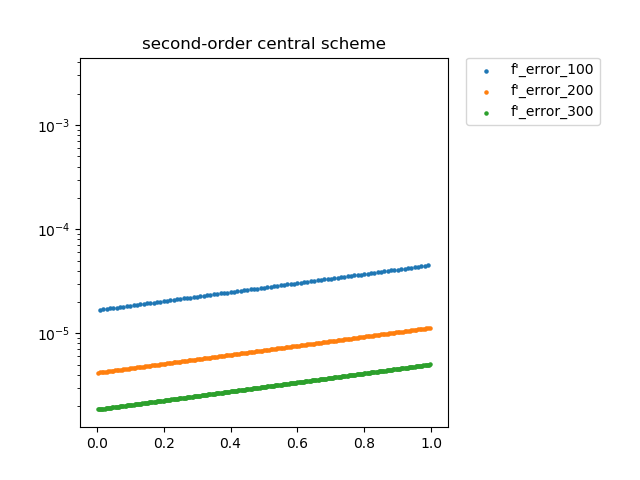 second-order central scheme
f'_error_100
f'_error_200
f'_error_300
10⁻³
10⁻⁴
10⁻⁵
0.0 0.2 0.4 0.6 0.8 1.0